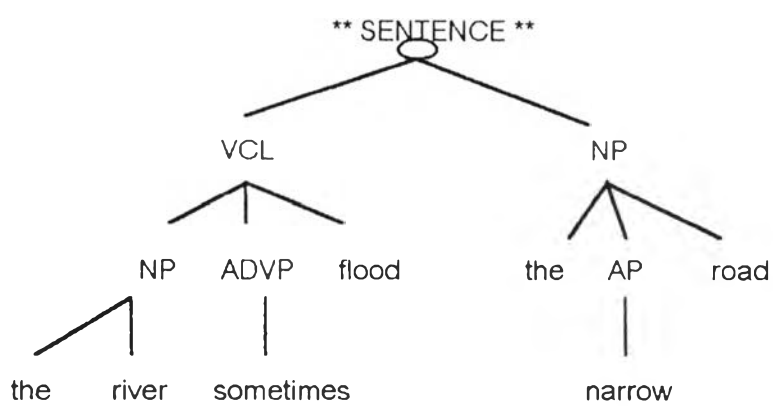 ** SENTENCE **
VCL NP
NP ADVP flood the AP road
the river sometimes narrow